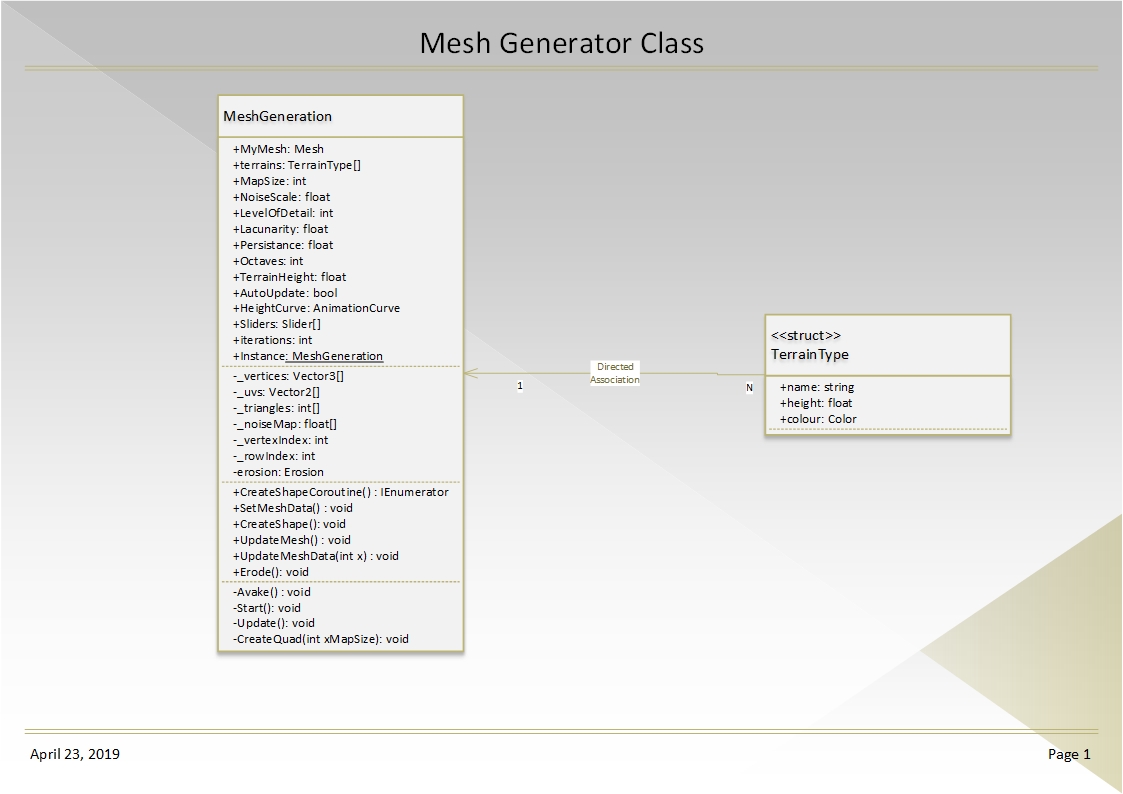 Mesh Generator Class
MeshGeneration
+MyMesh: Mesh
+terrains: TerrainType[]
+MapSize: int
+NoiseScale: float
+LevelOfDetail: int
+Lacunarity: float
+Persistance: float
+Octaves: int
+TerrainHeight: float
+AutoUpdate: bool
+HeightCurve: AnimationCurve
+Sliders: Slider[]
+iterations: int
+Instance: MeshGeneration
-_vertices: Vector3[]
-_uvs: Vector2[]
-_triangles: int[]
-_noiseMap: float[]
-_vertexIndex: int
-_rowIndex: int
-erosion: Erosion
+CreateShapeCoroutine() : IEnumerator
+SetMeshData() : void
+CreateShape(): void
+UpdateMesh() : void
+UpdateMeshData(int x) : void
+Erode(): void
-Avake() : void
-Start(): void
-Update(): void
-CreateQuad(int xMapSize): void
Directed
Association
1
N
<<struct>>
TerrainType
+name: string
+height: float
+colour: Color
April 23, 2019
Page 1